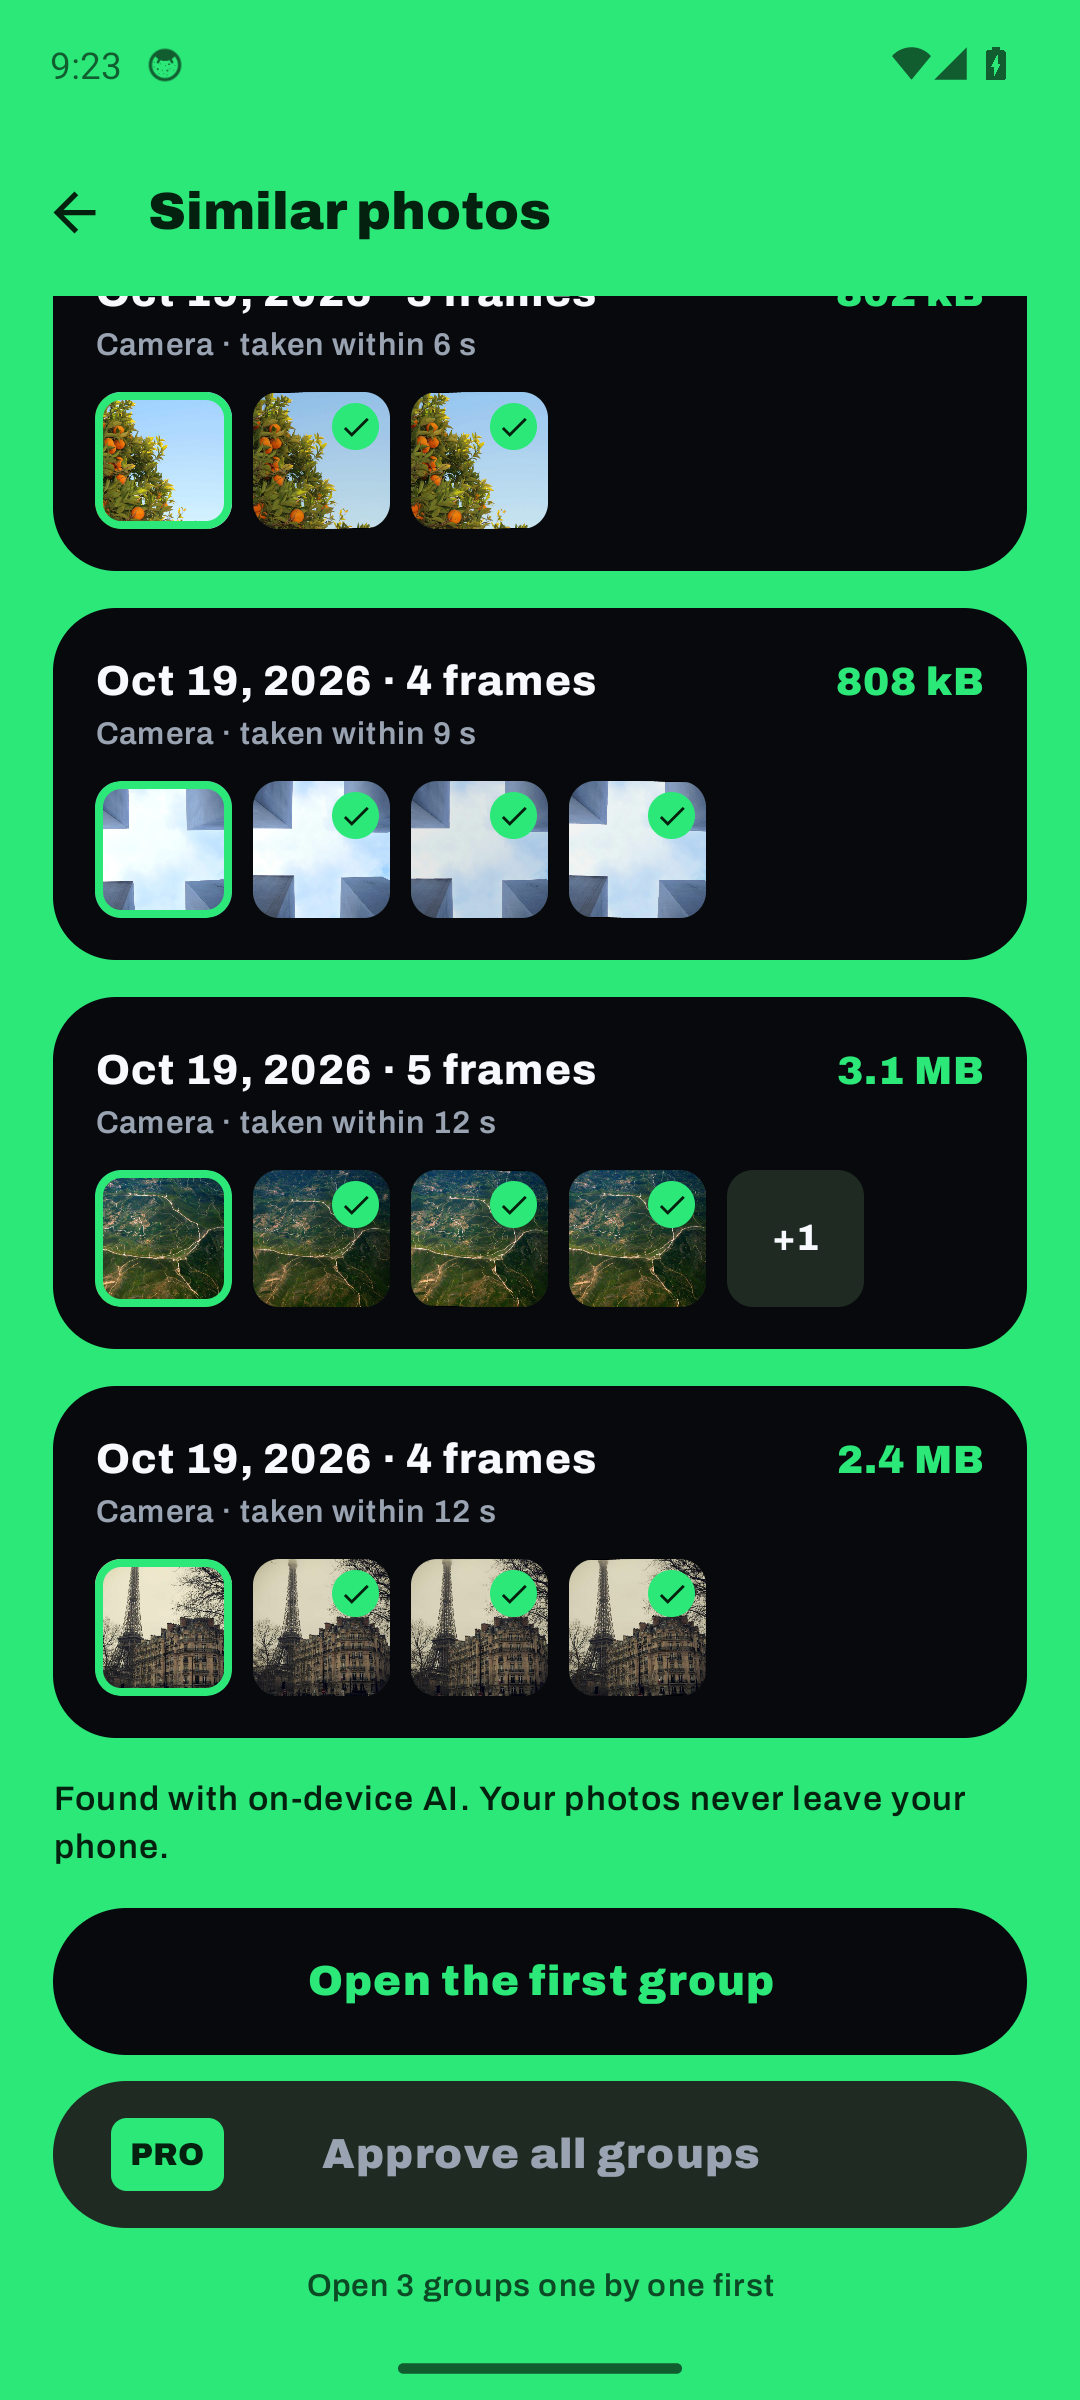 9:23
Similar photos
Camera · taken within 6 s
Oct 19, 2026 · 4 frames
808 kB
Camera · taken within 9 s
Oct 19, 2026 · 5 frames
3.1 MB
Camera · taken within 12 s
+1
Oct 19, 2026 · 4 frames
2.4 MB
Camera · taken within 12 s
Found with on-device AI. Your photos never leave your
phone.
Open the first group
PRO
Approve all groups
Open 3 groups one by one first